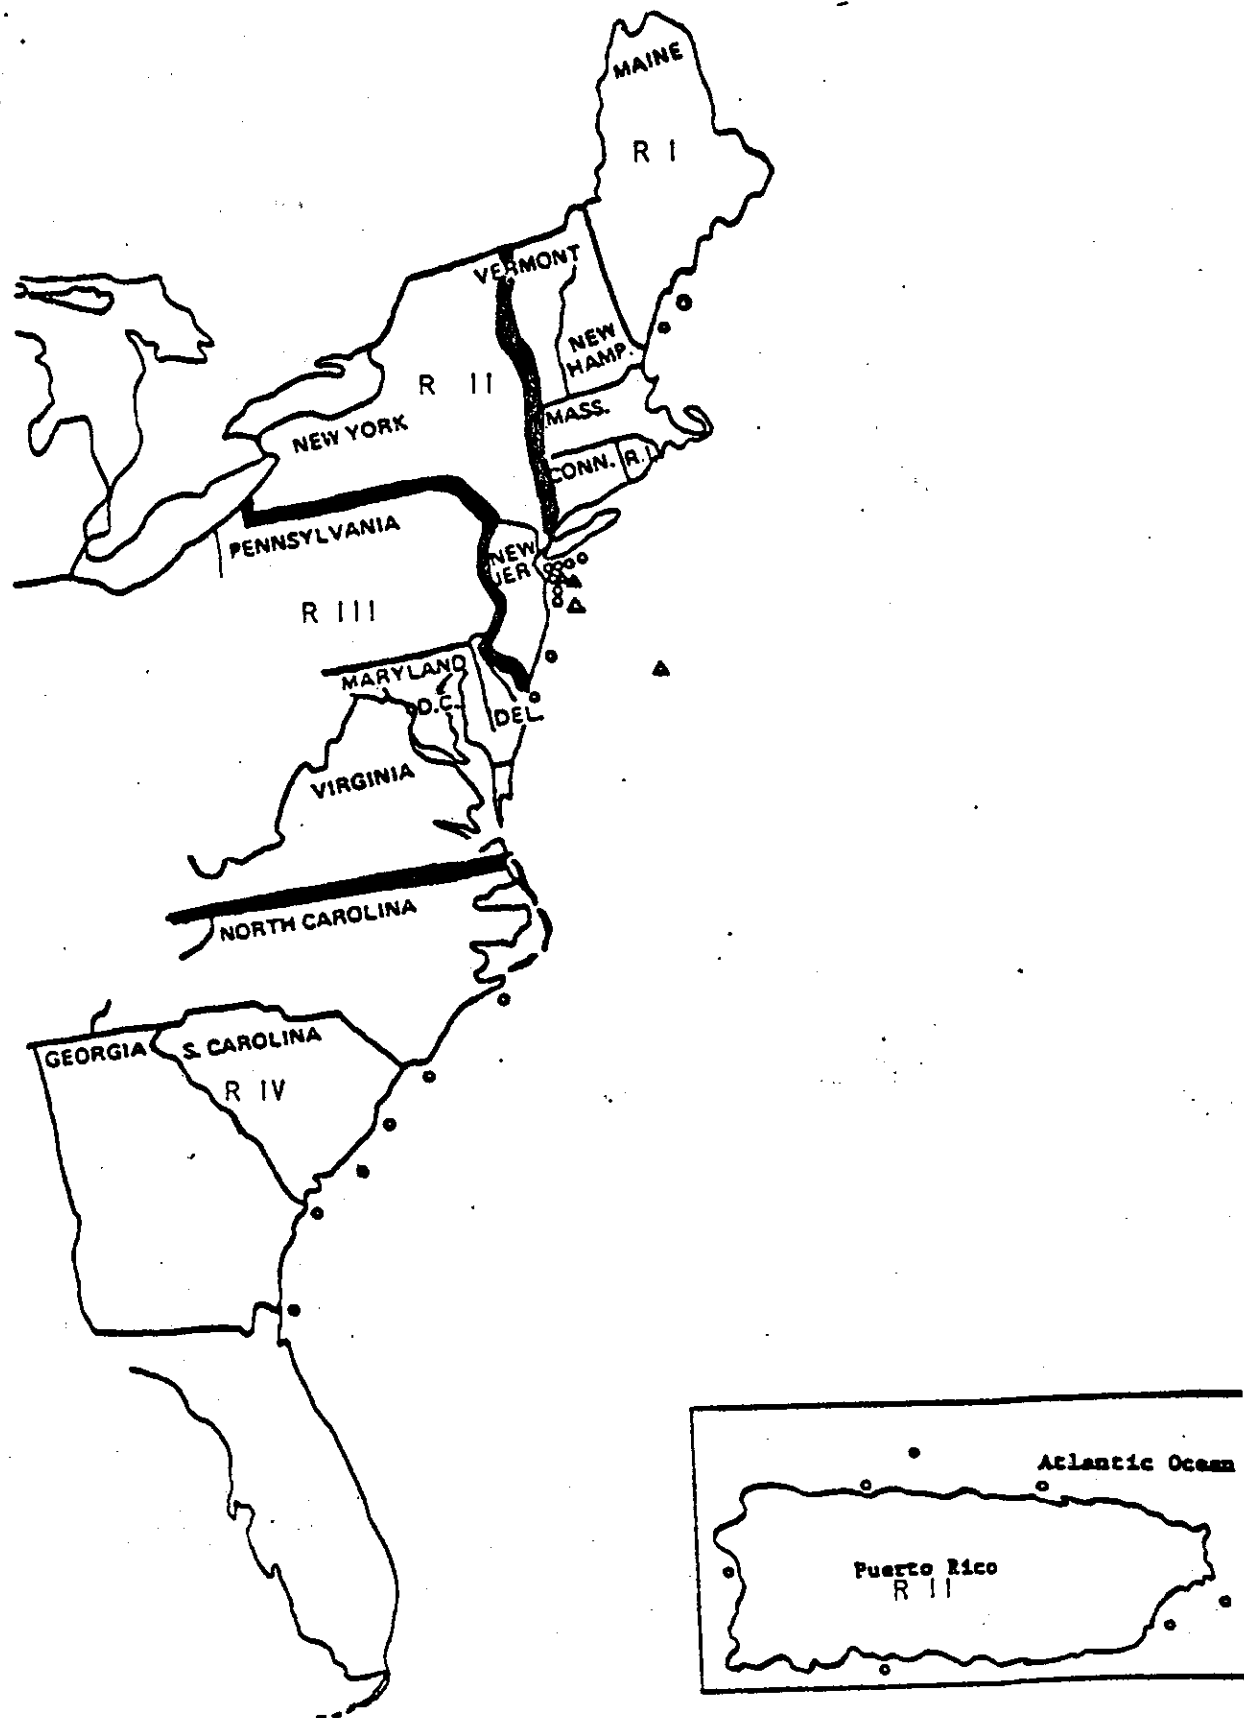 MAINE
R I
VERMONT
NEW
HAMP.
R II
NEW YORK
MASS.
CONN.
R.I.
PENNSYLVANIA
NEW
JER
R III
MARYLAND
D.C.
DEL.
VIRGINIA
NORTH CAROLINA
GEORGIA
S. CAROLINA
R IV
Atlantic Ocean
Puerto Rico
R II